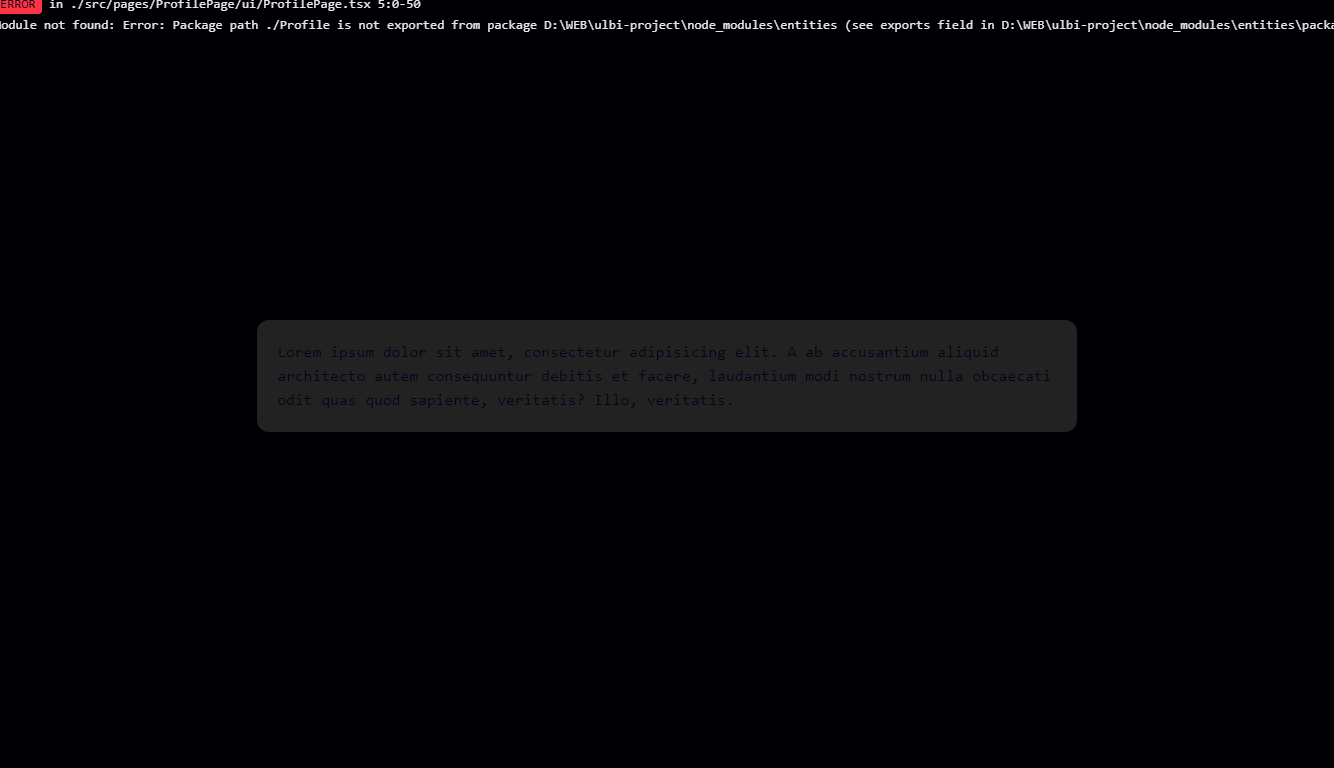 ERROR in ./src/pages/ProfilePage/ui/ProfilePage.tsx 5:0-50
Module not found: Error: Package path ./Profile is not exported from package D:\WEB\ulbi-project\node_modules\entities (see exports field in D:\WEB\ulbi-project\node_modules\entities\packa
Lorem ipsum dolor sit amet, consectetur adipisicing elit. A ab accusantium aliquid
architecto autem consequuntur debitis et facere, laudantium modi nostrum nulla obcaecati
odit quas quod sapiente, veritatis? Illo, veritatis.